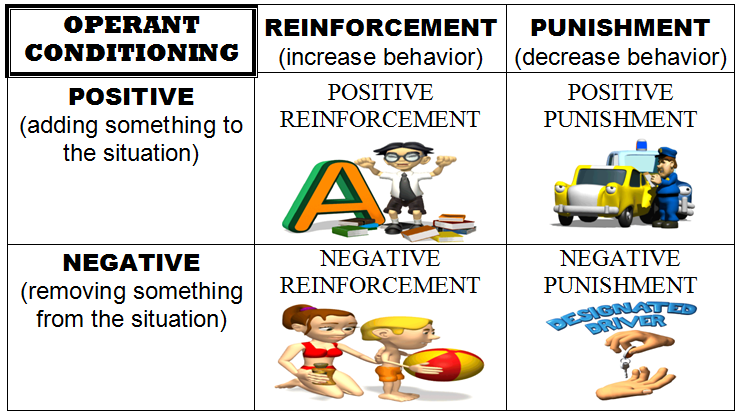 OPERANT
CONDITIONING
REINFORCEMENT
(increase behavior)
PUNISHMENT
(decrease behavior)
POSITIVE
(adding something to
the situation)
POSITIVE
REINFORCEMENT
A
POSITIVE
PUNISHMENT
NEGATIVE
(removing something
from the situation)
NEGATIVE
REINFORCEMENT
NEGATIVE
PUNISHMENT
DESIGNATED
DRIVER